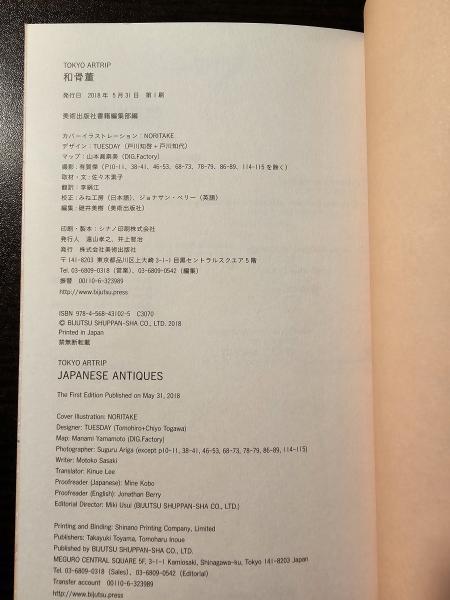 TOKYO ARTRIP
和骨董
発行日 2018年5月31日 第1刷
美術出版社書籍編集部編
カバーイラストレーション:NORITAKE
デザイン:TUESDAY(戸川知啓+戸川知代)
マップ:山本眞奈美(DIG.Factory)
撮影:有賀傑(P10-11、38-41、46-53、68-73、78-79、86-89、114-115を除く)
取材・文:佐々木素子
翻訳:李絹江
校正:みね工房(日本語)、ジョナサン・ベリー(英語)
編集:碓井美樹(美術出版社)
印刷・製本:シナノ印刷株式会社
発行人 遠山孝之、井上智治
発行 株式会社美術出版社
〒141-8203 東京都品川区上大崎3-1-1目黒セントラルスクエア5階
Tel. 03-6809-0318(営業)、03-6809-0542(編集)
振替 00110-6-323989
http://www.bijutsu.press
ISBN 978-4-568-43102-5 C3070
© BIJUTSU SHUPPAN-SHA CO., LTD. 2018
Printed in Japan
禁無断転載
TOKYO ARTRIP
JAPANESE ANTIQUES
The First Edition Published on May 31, 2018
Cover Illustration: NORITAKE
Designer: TUESDAY (Tomohiro+Chiyo Togawa)
Map: Manami Yamamoto (DIG.Factory)
Photographer: Suguru Ariga (except p10-11, 38-41, 46-53, 68-73, 78-79, 86-89, 114-115)
Writer: Motoko Sasaki
Translator: Kinue Lee
Proofreader (Japanese): Mine Kobo
Proofreader (English): Jonathan Berry
Editorial Director: Miki Usui (BIJUTSU SHUPPAN-SHA CO., LTD.)
Printing and Binding: Shinano Printing Company, Limited
Publishers: Takayuki Toyama, Tomoharu Inoue
Published by BIJUTSU SHUPPAN-SHA CO., LTD.
MEGURO CENTRAL SQUARE 5F, 3-1-1 Kamiosaki, Shinagawa-ku, Tokyo 141-8203 Japan
Tel. 03-6809-0318 (Sales), 03-6809-0542 (Editorial)
Transfer account 00110-6-323989
http://www.bijutsu.press